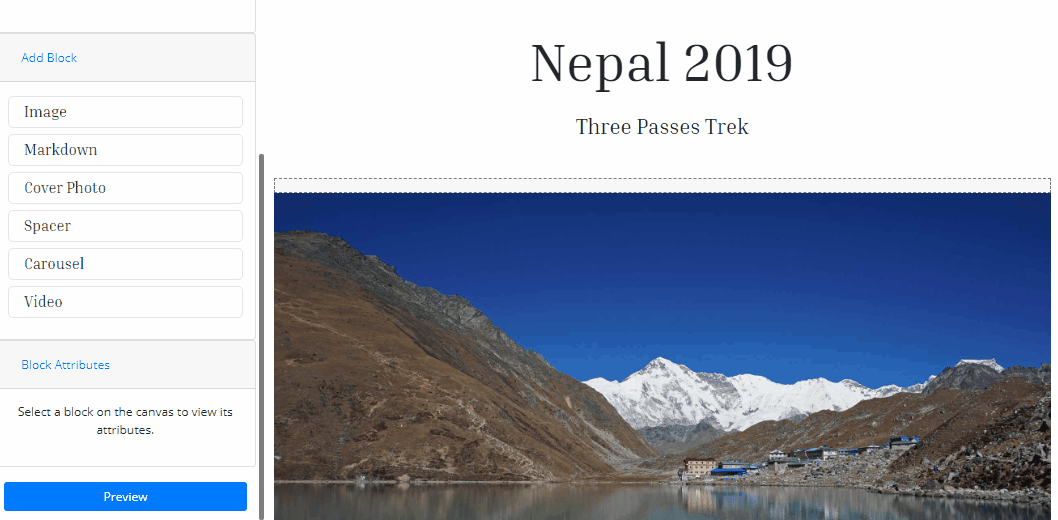 Add Block
Image
Markdown
Cover Photo
Spacer
Carousel
Video
Block Attributes
Select a block on the canvas to view its
attributes.
Preview
Nepal 2019
Three Passes Trek